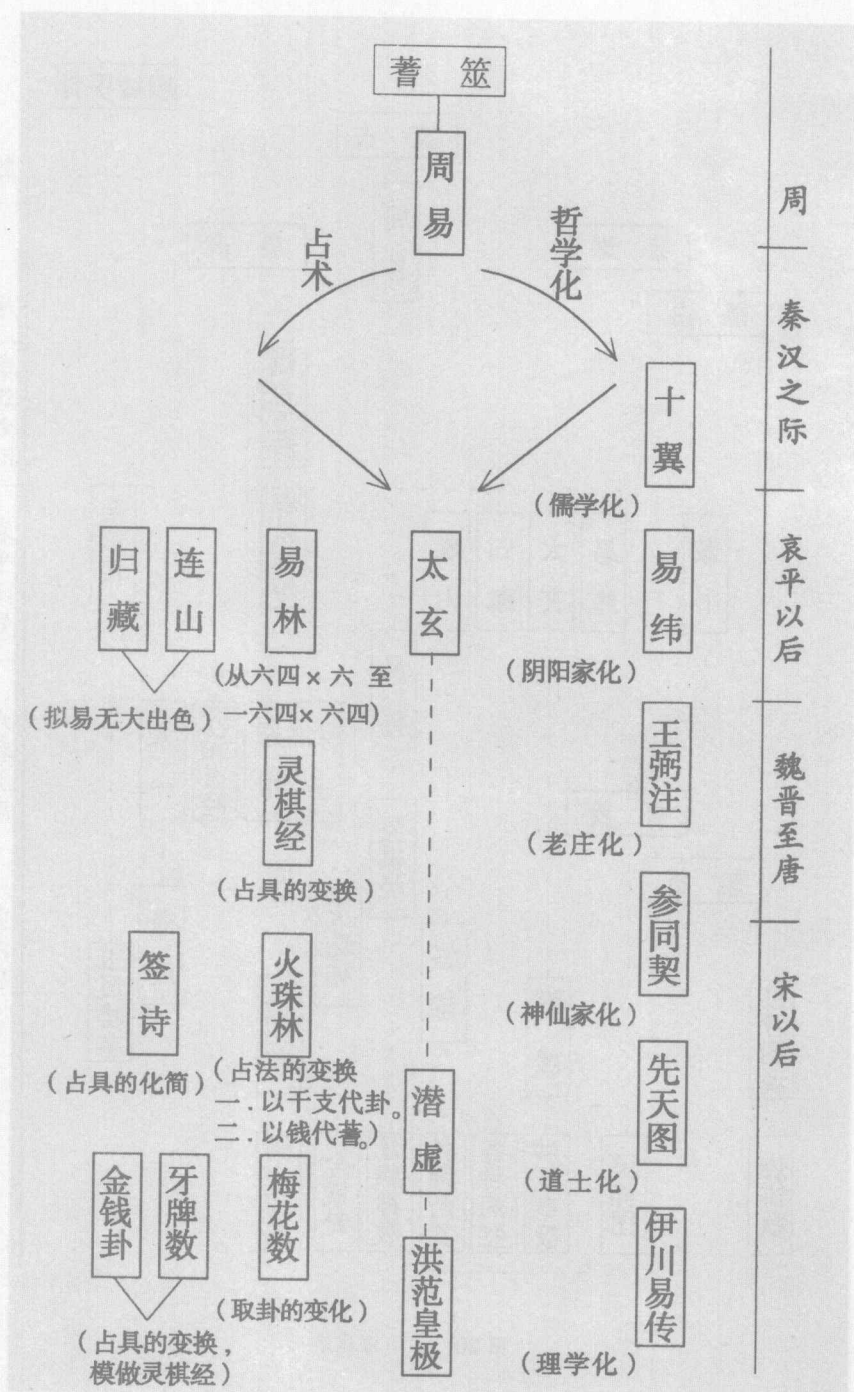 蓍筮
周易
占术
哲学化
周
秦汉之际
十翼
(儒学化)
哀平以后
归藏
连山
(拟易无大出色)
易林
(从六四×六 至
一六四×六四)
太玄
易纬
(阴阳家化)
魏晋至唐
灵棋经
(占具的变换)
王弼注
(老庄化)
参同契
(神仙家化)
宋以后
签诗
(占具的化简)
火珠林
(占法的变换
一.以干支代卦。
二.以钱代蓍。)
潜虚
先天图
(道士化)
金钱卦
牙牌数
(占具的变换,
模做灵棋经)
梅花数
(取卦的变化)
洪范皇极
伊川易传
(理学化)